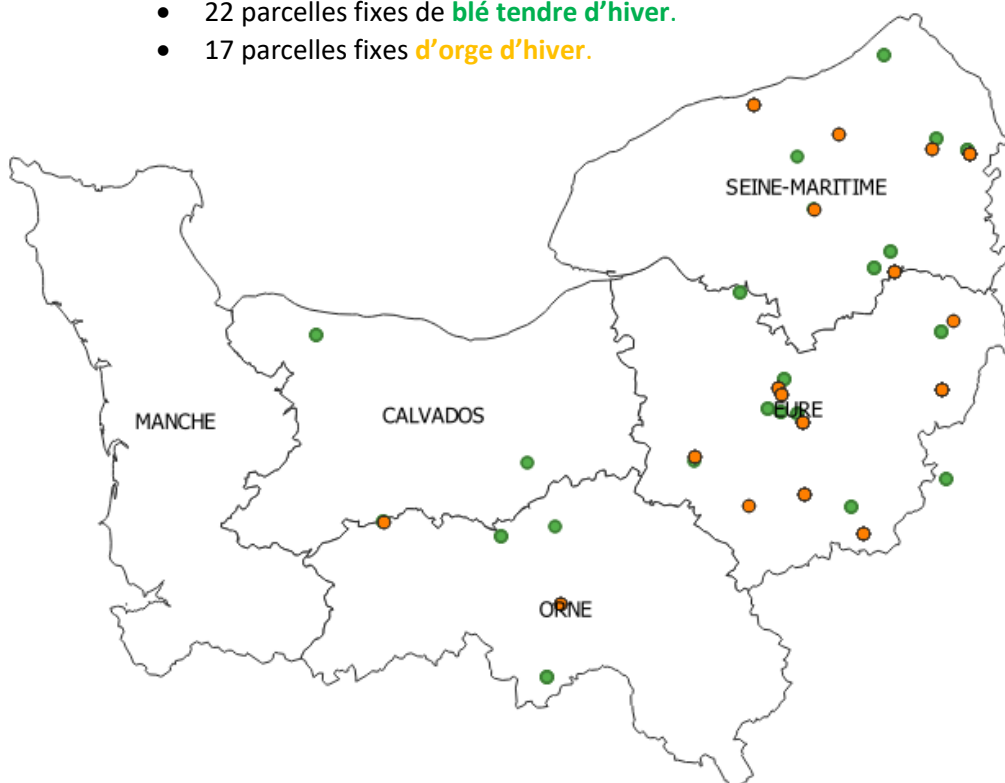 • 22 parcelles fixes de blé tendre d’hiver.
• 17 parcelles fixes d’orge d’hiver.
SEINE-MARITIME
MANCHE
CALVADOS
EURE
ORNE